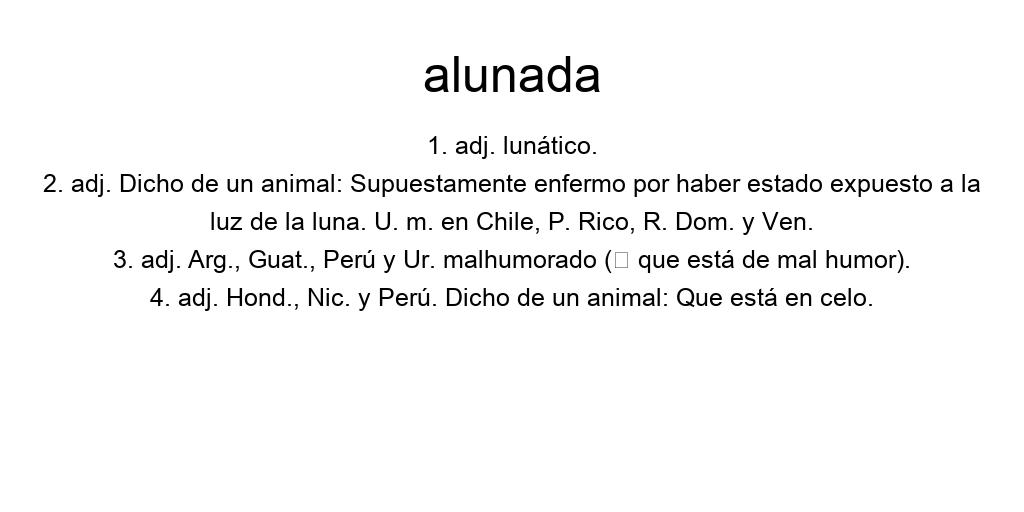 alunada
1. adj. lunático.
2. adj. Dicho de un animal: Supuestamente enfermo por haber estado expuesto a la
luz de la luna. U. m. en Chile, P. Rico, R. Dom. y Ven.
3. adj. Arg., Guat., Perú y Ur. malhumorado (□ que está de mal humor).
4. adj. Hond., Nic. y Perú. Dicho de un animal: Que está en celo.